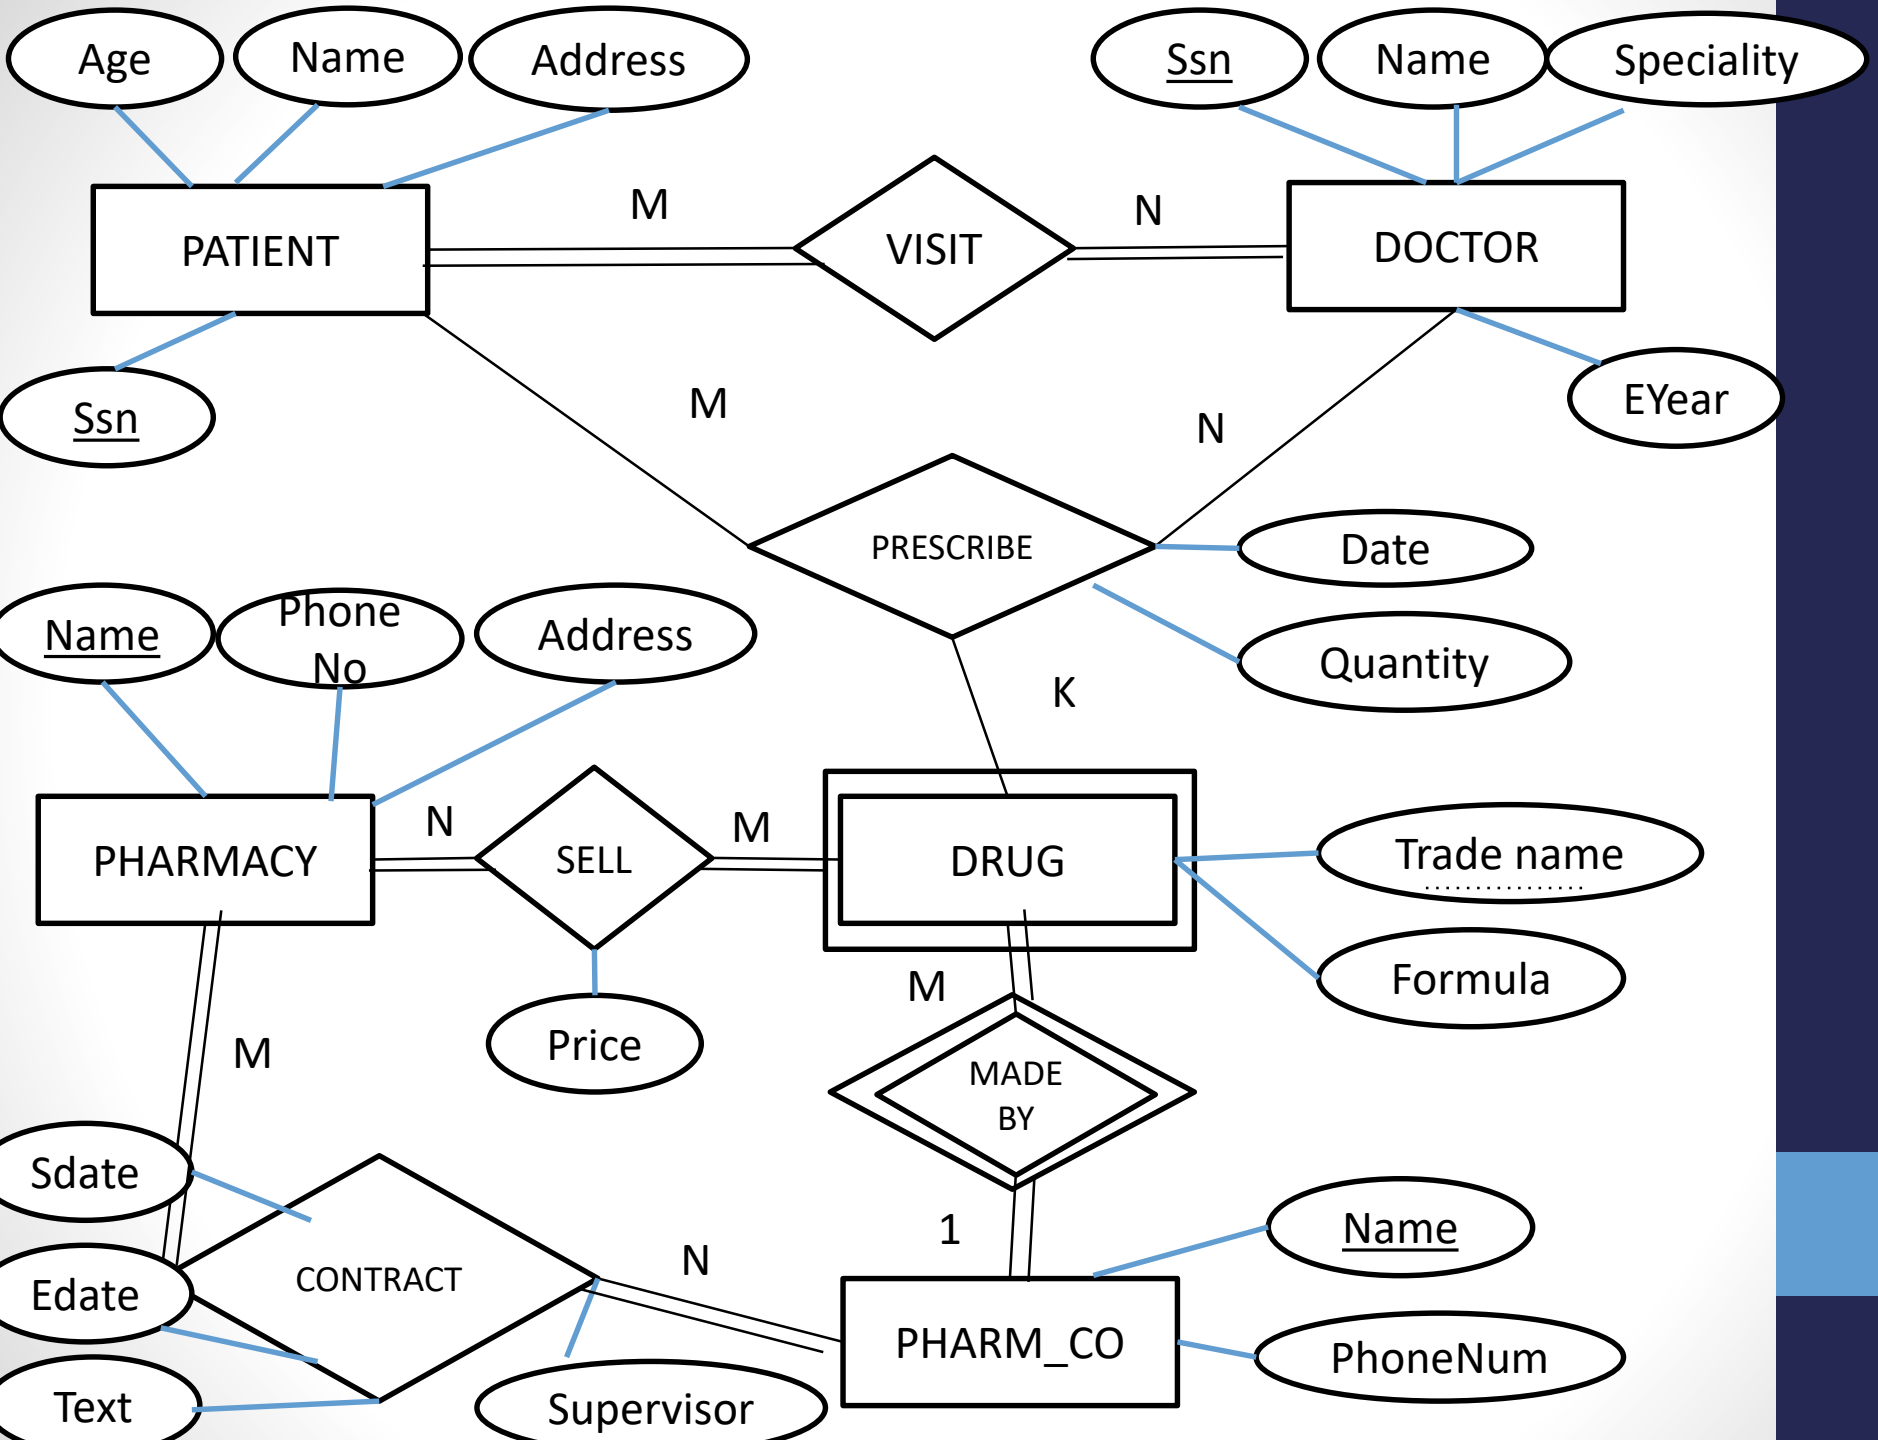 Age
Name
Address
Ssn
Name
Speciality
M
N
PATIENT
VISIT
DOCTOR
Ssn
M
N
EYear
PRESCRIBE
Date
Name
Phone
No
Address
Quantity
K
N
M
PHARMACY
SELL
DRUG
Trade name
M
Formula
M
Price
MADE
BY
Sdate
1
Name
N
Edate
CONTRACT
PHARM_CO
PhoneNum
Text
Supervisor